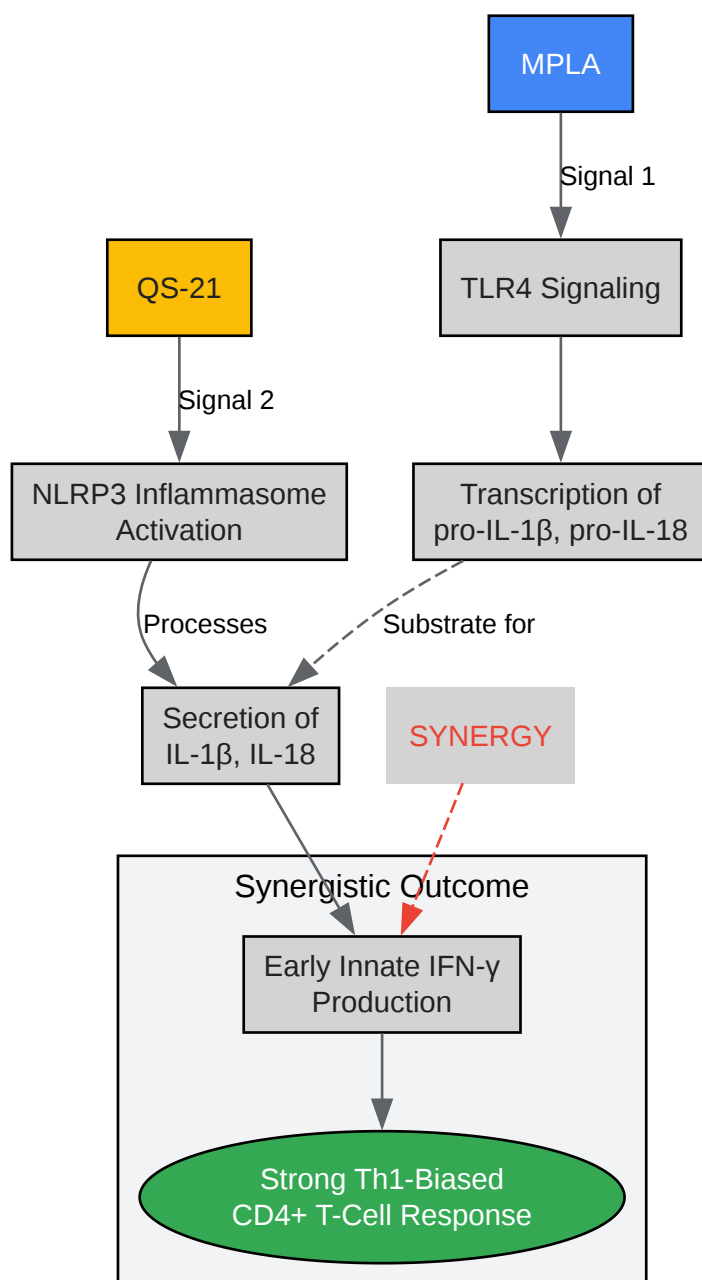 MPLA
Signal 1
QS-21
TLR4 Signaling
Signal 2
NLRP3 Inflammasome
Activation
Transcription of
pro-IL-1β, pro-IL-18
Processes
Substrate for
Secretion of
IL-1β, IL-18
SYNERGY
Synergistic Outcome
Early Innate IFN-γ
Production
Strong Th1-Biased
CD4+ T-Cell Response